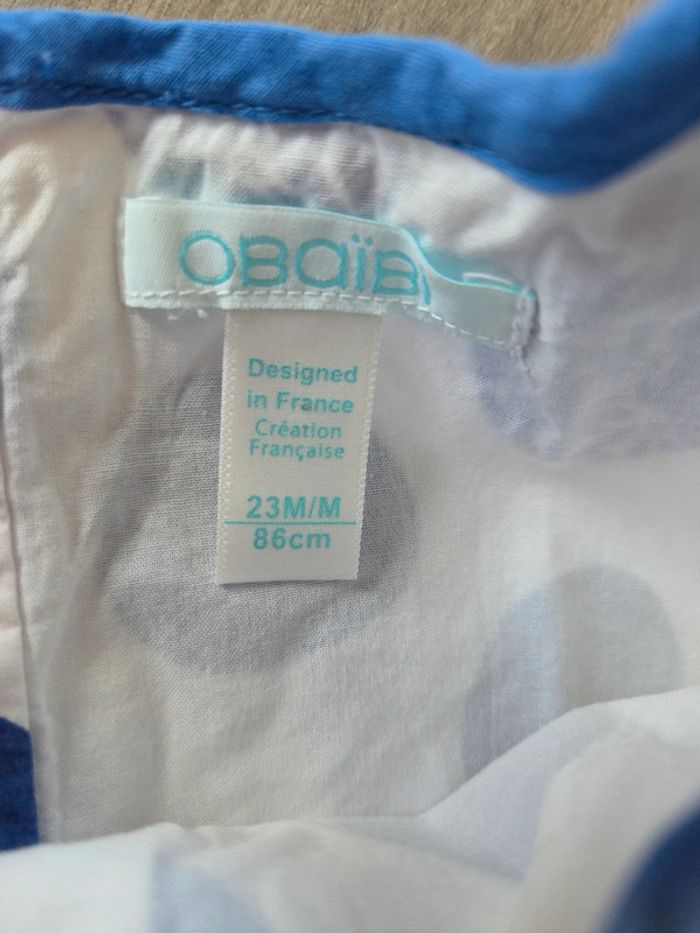 OBaïBi
Designed
in France
Création
Française
23M/M
86cm